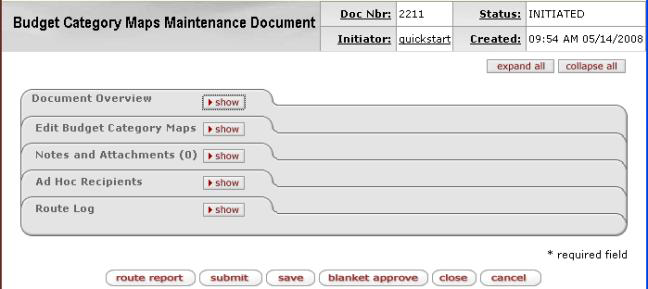 Budget Category Maps Maintenance Document
Doc Nbr: 2211 Status: INITIATED
Initiator: quickstart Created: 09:54 AM 05/14/2008
expand all collapse all
Document Overview show
Edit Budget Category Maps show
Notes and Attachments (0) show
Ad Hoc Recipients show
Route Log show
* required field
route report submit save blanket approve close cancel